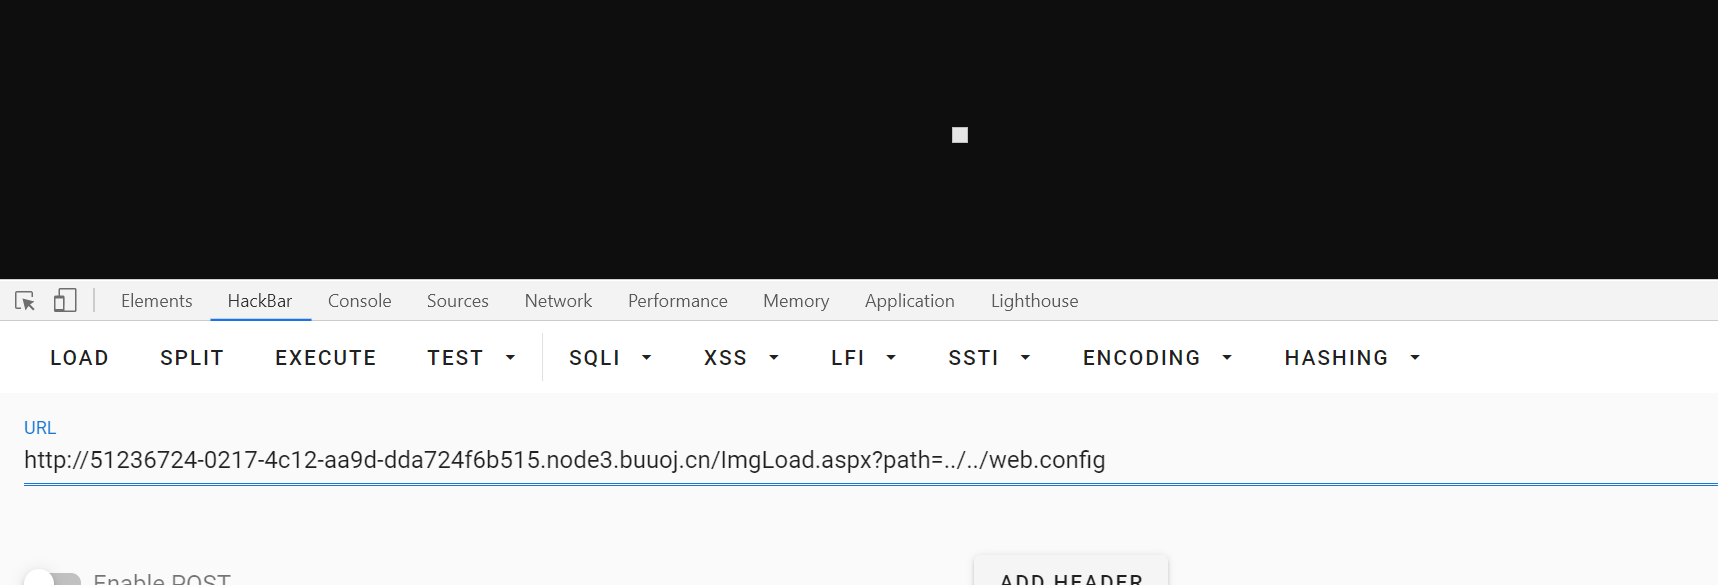 Elements HackBar Console Sources Network Performance Memory Application Lighthouse
LOAD SPLIT EXECUTE TEST SQLI XSS LFI SSTI ENCODING HASHING
URL
http://51236724-0217-4c12-aa9d-dda724f6b515.node3.buuoj.cn/ImgLoad.aspx?path=../../web.config
Enable POST ADD HEADER